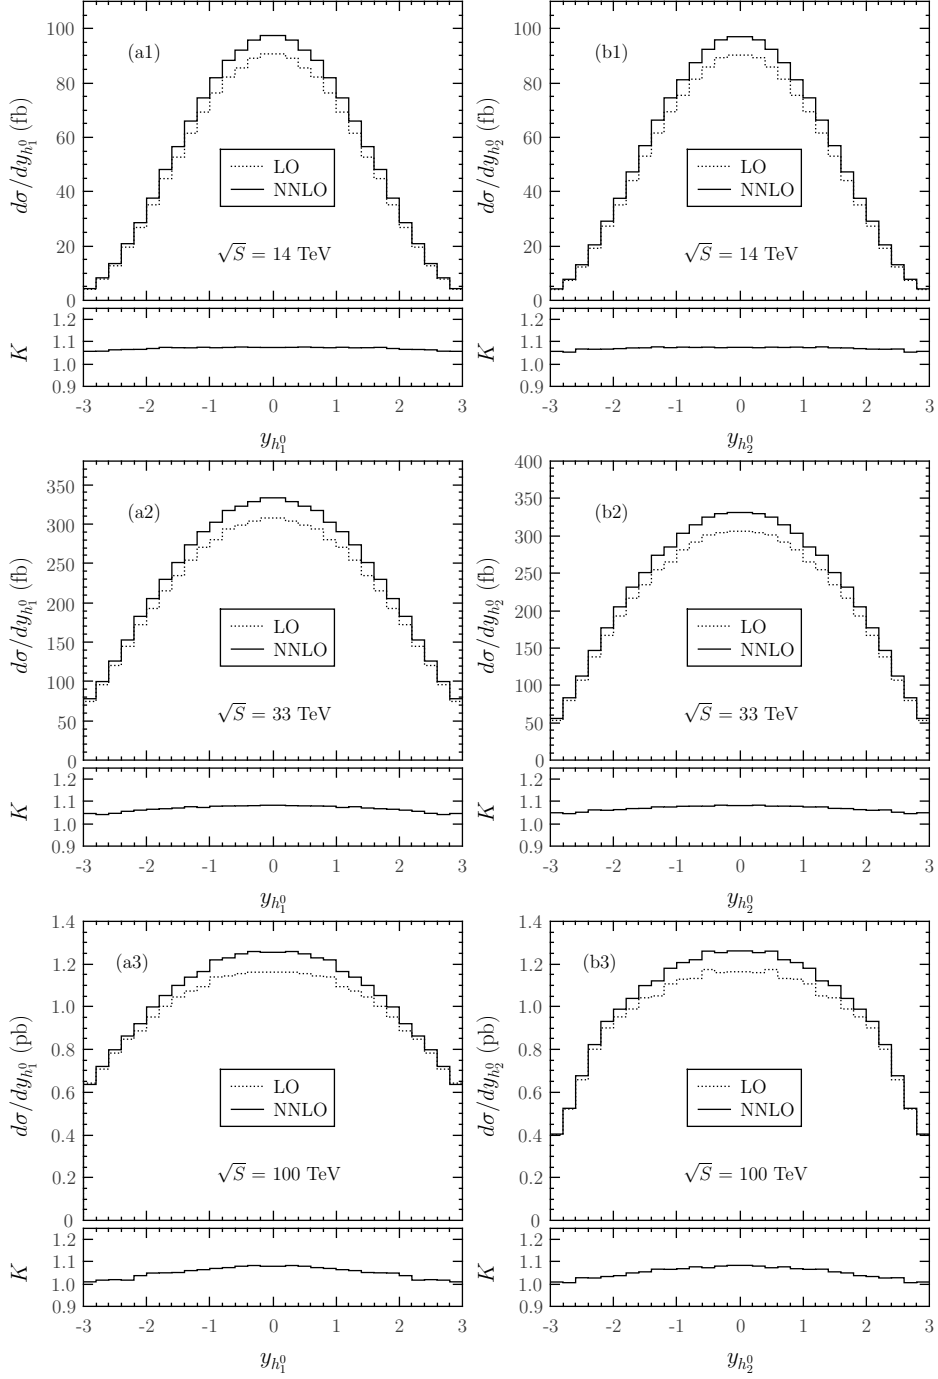 (a1)
dσ/dy_{h_1^0} (fb)
100
80
60
40
20
0
LO
NNLO
√S = 14 TeV
K
1.2
1.1
1.0
0.9
-3 -2 -1 0 1 2 3
y_{h_1^0}
(b1)
dσ/dy_{h_2^0} (fb)
100
80
60
40
20
0
LO
NNLO
√S = 14 TeV
K
1.2
1.1
1.0
0.9
-3 -2 -1 0 1 2 3
y_{h_2^0}
(a2)
dσ/dy_{h_1^0} (fb)
350
300
250
200
150
100
50
0
LO
NNLO
√S = 33 TeV
K
1.2
1.1
1.0
0.9
-3 -2 -1 0 1 2 3
y_{h_1^0}
(b2)
dσ/dy_{h_2^0} (fb)
400
350
300
250
200
150
100
50
0
LO
NNLO
√S = 33 TeV
K
1.2
1.1
1.0
0.9
-3 -2 -1 0 1 2 3
y_{h_2^0}
(a3)
dσ/dy_{h_1^0} (pb)
1.4
1.2
1.0
0.8
0.6
0.4
0.2
0
LO
NNLO
√S = 100 TeV
K
1.2
1.1
1.0
0.9
-3 -2 -1 0 1 2 3
y_{h_1^0}
(b3)
dσ/dy_{h_2^0} (pb)
1.4
1.2
1.0
0.8
0.6
0.4
0.2
0
LO
NNLO
√S = 100 TeV
K
1.2
1.1
1.0
0.9
-3 -2 -1 0 1 2 3
y_{h_2^0}